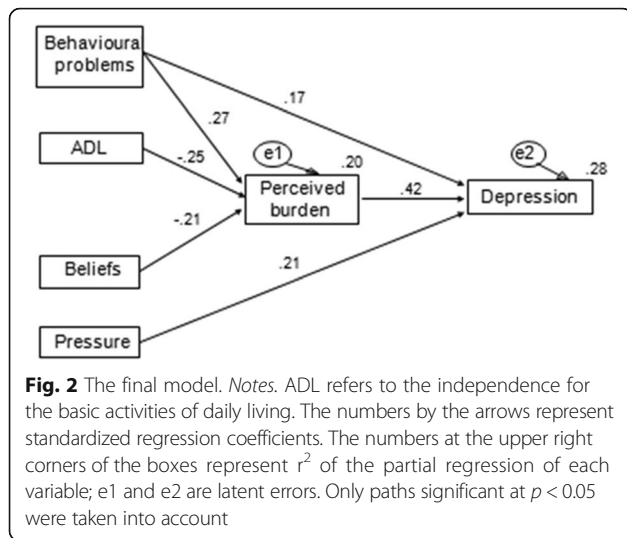 Behavioura
problems
.17
.27
ADL
-.25
e1
.20
e2
.28
Perceived
burden
.42
Depression
-.21
Beliefs
.21
Pressure
Fig. 2 The final model. Notes. ADL refers to the independence for
the basic activities of daily living. The numbers by the arrows represent
standardized regression coefficients. The numbers at the upper right
corners of the boxes represent r² of the partial regression of each
variable; e1 and e2 are latent errors. Only paths significant at p < 0.05
were taken into account